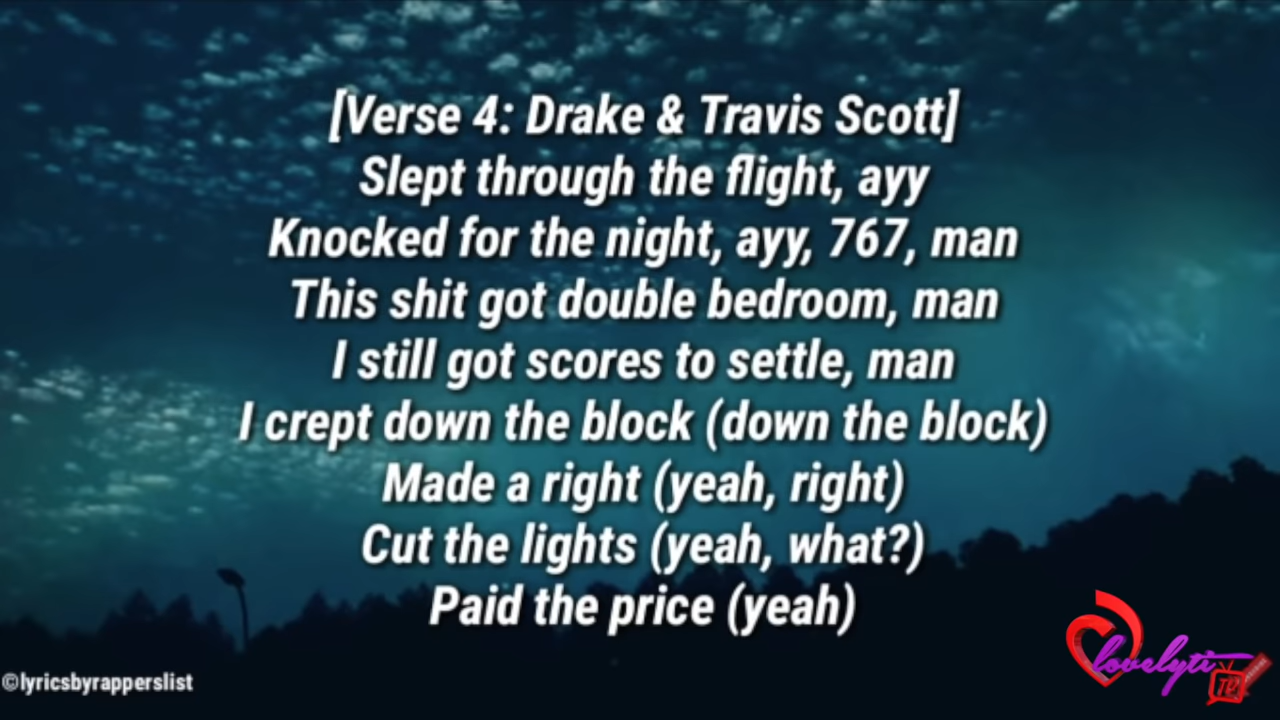 [Verse 4: Drake & Travis Scott]
Slept through the flight, ayy
Knocked for the night, ayy, 767, man
This shit got double bedroom, man
I still got scores to settle, man
I crept down the block (down the block)
Made a right (yeah, right)
Cut the lights (yeah, what?)
Paid the price (yeah)
©lyricsbyrapperslist
lovelyti